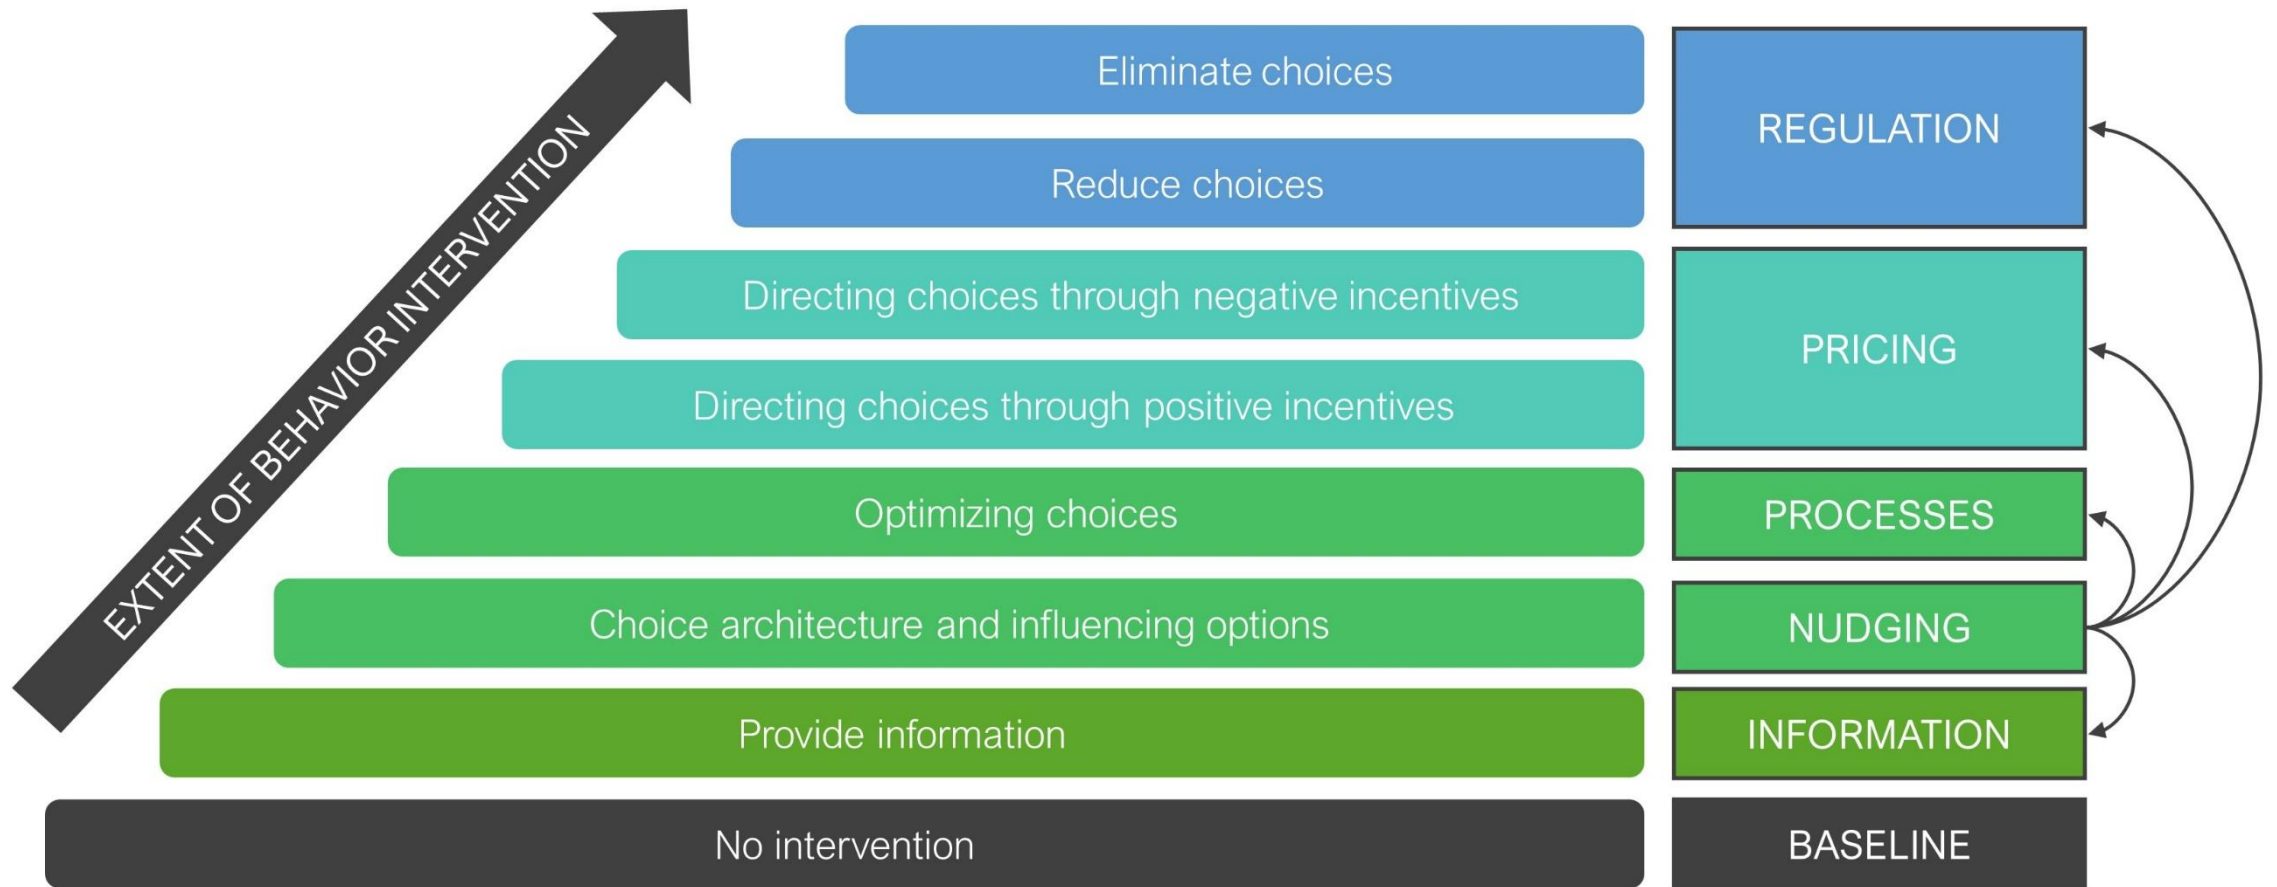 EXTENT OF BEHAVIOR INTERVENTION
Eliminate choices
REGULATION
Reduce choices
Directing choices through negative incentives
PRICING
Directing choices through positive incentives
Optimizing choices
PROCESSES
Choice architecture and influencing options
NUDGING
Provide information
INFORMATION
No intervention
BASELINE